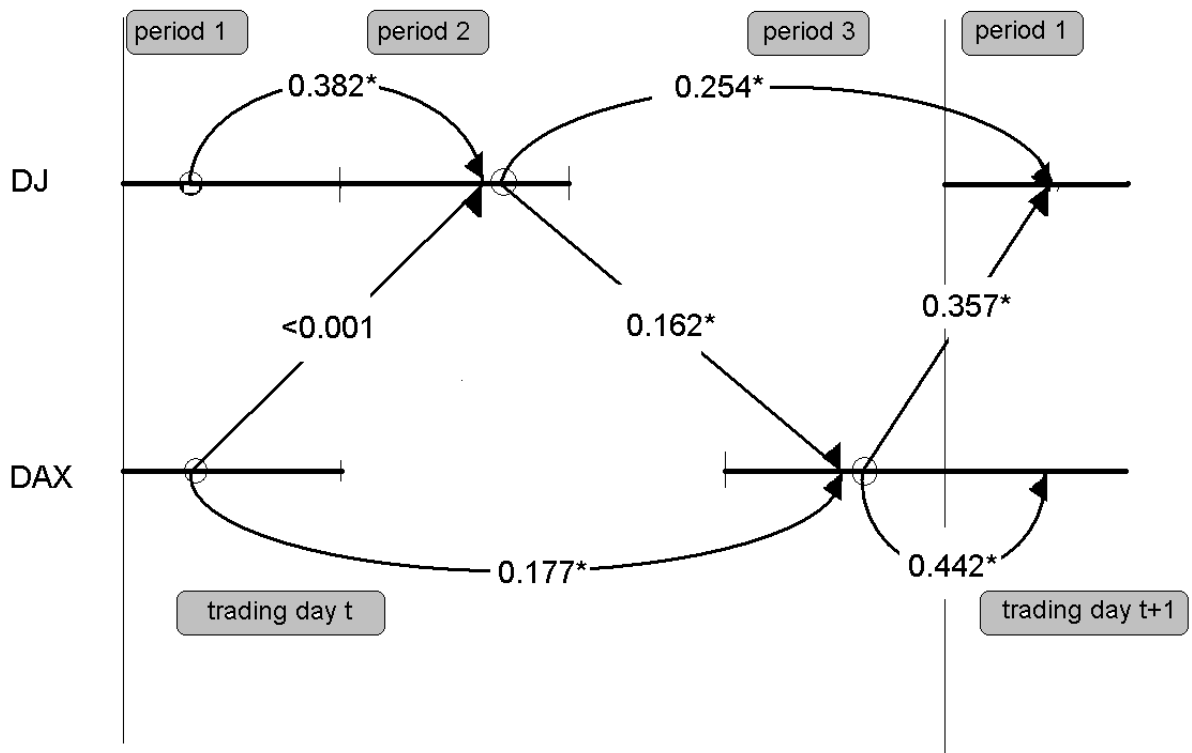 period 1
period 2
period 3
period 1
0.382*
0.254*
DJ
<0.001
0.162*
0.357*
DAX
0.177*
0.442*
trading day t
trading day t+1